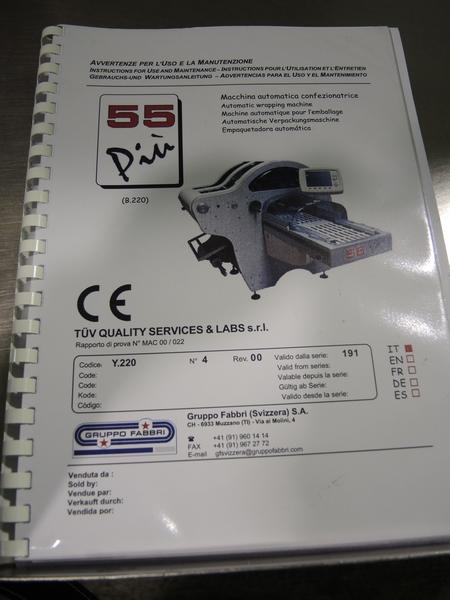 AVVERTENZE PER L'USO E LA MANUTENZIONE
INSTRUCTIONS FOR USE AND MAINTENANCE - INSTRUCTIONS POUR L'UTILISATION ET L'ENTRETIEN
GEBRAUCHS-UND WARTUNGSANLEITUNG – ADVERTENCIAS PARA EL USO Y EL MANTENIMIENTO
55
Più
(B.220)
Macchina automatica confezionatrice
Automatic wrapping machine
Machine automatique pour l'emballage
Automatische Verpackungsmaschine
Empaquetadora automática
55
CE
TÜV QUALITY SERVICES & LABS s.r.l.
Rapporto di prova N° MAC 00 / 022
Codice: Y.220 N° 4 Rev. 00 Valido dalla serie: 191
Code: Valid from series:
Code: Valable depuis la serie:
Kode: Gültig ab Serie:
Código: Valido desde la serie:
IT
EN
FR
DE
ES
GRUPPO FABBRI
Gruppo Fabbri (Svizzera) S.A.
CH - 6933 Muzzano (TI) - Via ai Molini, 4
☎ +41 (91) 960 14 14
FAX +41 (91) 967 27 72
E-mail gfsvizzera@gruppofabbri.com
Venduta da :
Sold by:
Vendue par:
Verkauft durch:
Vendida por: